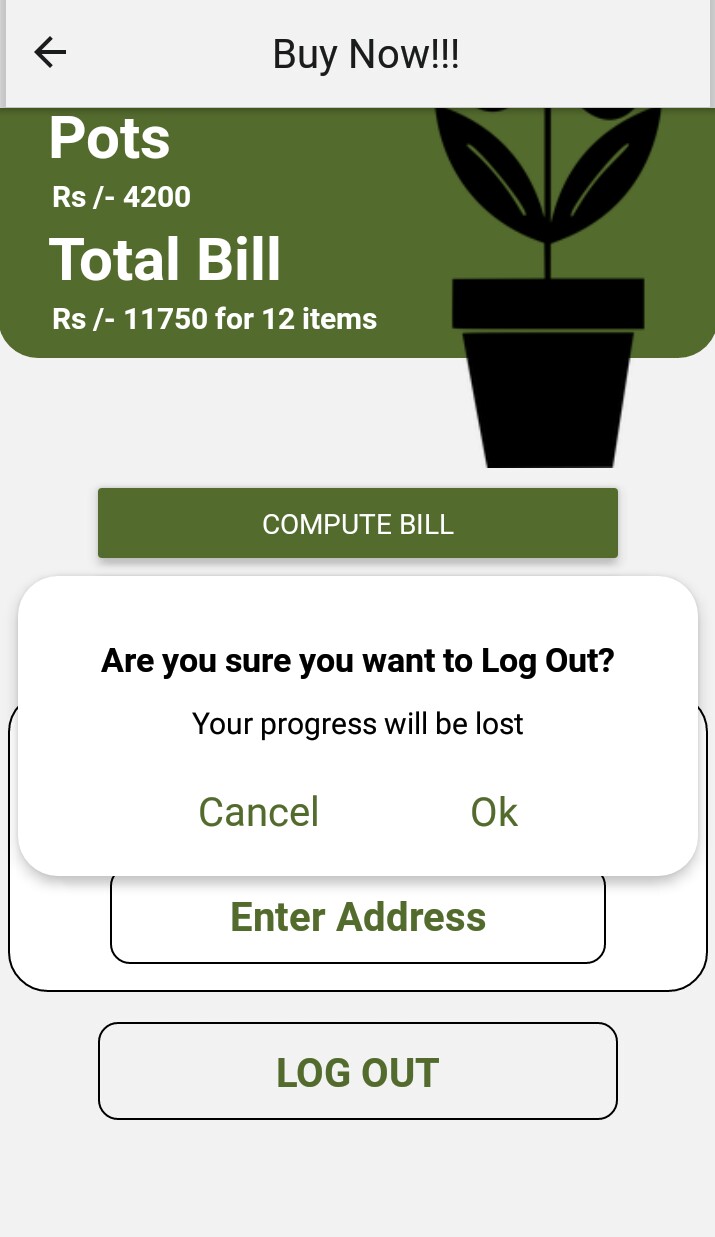 Buy Now!!!
Pots
Rs /- 4200
Total Bill
Rs /- 11750 for 12 items
COMPUTE BILL
Are you sure you want to Log Out?
Your progress will be lost
Cancel Ok
Enter Address
LOG OUT